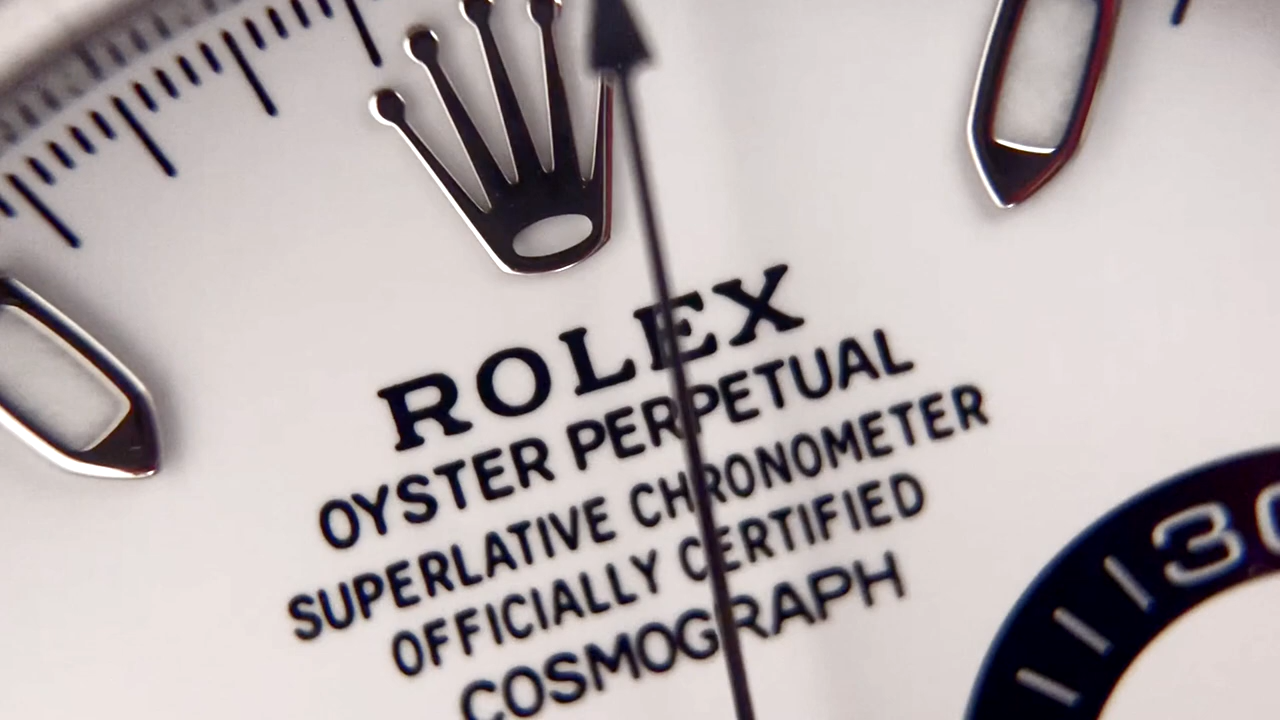 ROLEX
OYSTER PERPETUAL
SUPERLATIVE CHRONOMETER
OFFICIALLY CERTIFIED
COSMOGRAPH